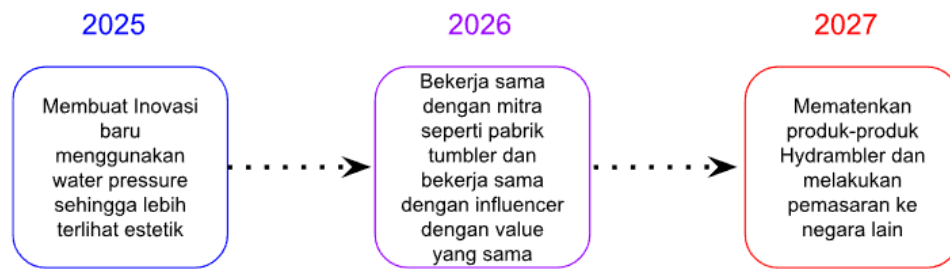 2025
2026
2027
Membuat Inovasi
baru
menggunakan
water pressure
sehingga lebih
terlihat estetik
Bekerja sama
dengan mitra
seperti pabrik
tumbler dan
bekerja sama
dengan influencer
dengan value
yang sama
Mematenkan
produk-produk
Hydrambler dan
melakukan
pemasaran ke
negara lain